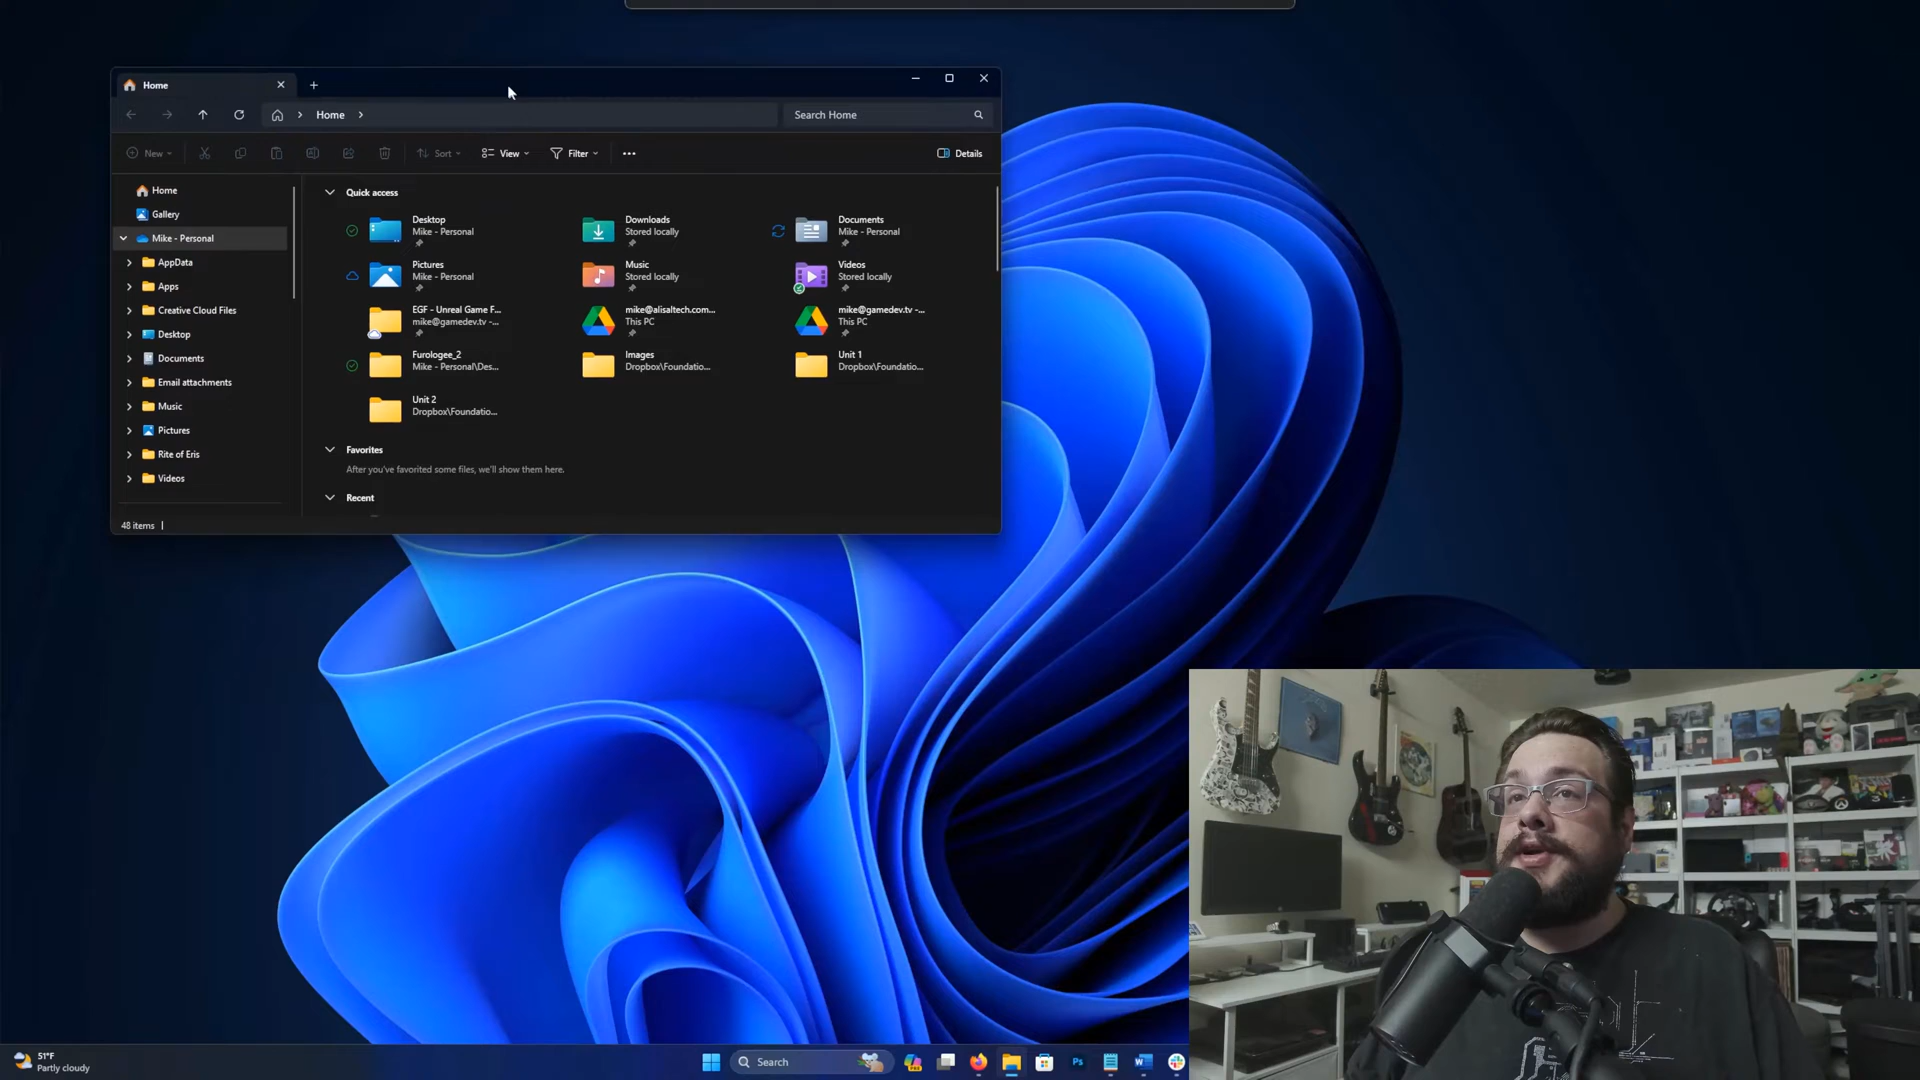 Home
Home
Search Home
New
Sort
View
Filter
Details
Home
Gallery
Mike - Personal
AppData
Apps
Creative Cloud Files
Desktop
Documents
Email attachments
Music
Pictures
Rite of Eris
Videos
Quick access
Desktop
Mike - Personal
Downloads
Stored locally
Documents
Mike - Personal
Pictures
Mike - Personal
Music
Stored locally
Videos
Stored locally
EGF - Unreal Game F...
mike@gamedev.tv -...
mike@alisaltech.com...
This PC
mike@gamedev.tv -...
This PC
Furologee_2
Mike - Personal\Des...
Images
Dropbox\Foundatio...
Unit 1
Dropbox\Foundatio...
Unit 2
Dropbox\Foundatio...
Favorites
After you've favorited some files, we'll show them here.
Recent
48 items
51°F
Partly cloudy
Search
PRE
Ps
W